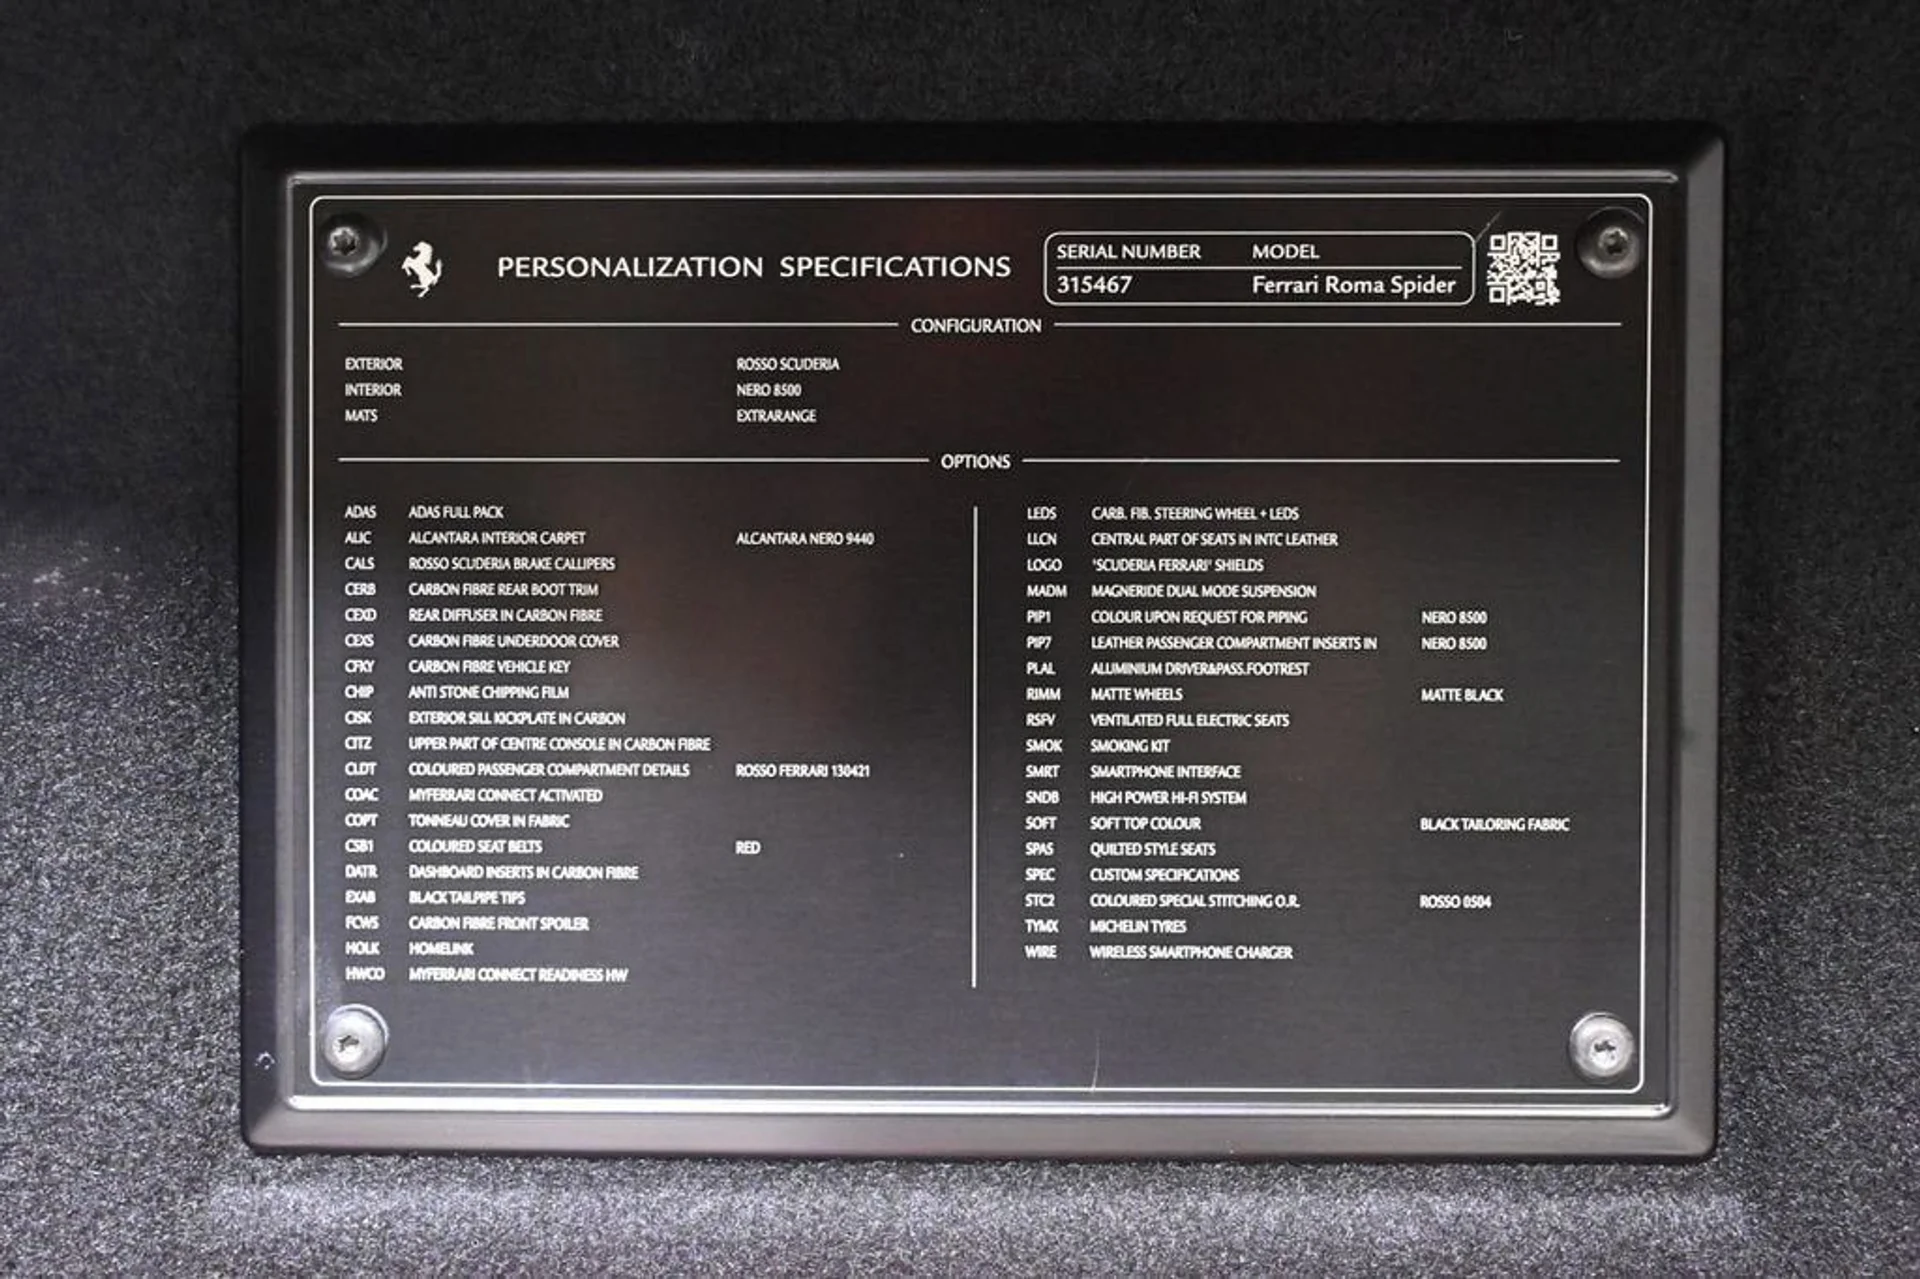 PERSONALIZATION SPECIFICATIONS
SERIAL NUMBER MODEL
315467 Ferrari Roma Spider
CONFIGURATION
EXTERIOR ROSSO SCUDERIA
INTERIOR NERO 8500
MATS EXTRARANGE
OPTIONS
ADAS ADAS FULL PACK
ALIC ALCANTARA INTERIOR CARPET ALCANTARA NERO 9440
CALS ROSSO SCUDERIA BRAKE CALLIPERS
CERB CARBON FIBRE REAR BOOT TRIM
CEXD REAR DIFFUSER IN CARBON FIBRE
CEXS CARBON FIBRE UNDERDOOR COVER
CFKY CARBON FIBRE VEHICLE KEY
CHIP ANTI STONE CHIPPING FILM
CISK EXTERIOR SILL KICKPLATE IN CARBON
CITZ UPPER PART OF CENTRE CONSOLE IN CARBON FIBRE
CLDT COLOURED PASSENGER COMPARTMENT DETAILS ROSSO FERRARI 130421
COAC MYFERRARI CONNECT ACTIVATED
COPT TONNEAU COVER IN FABRIC
CSB1 COLOURED SEAT BELTS RED
DATR DASHBOARD INSERTS IN CARBON FIBRE
EXAB BLACK TAILPIPE TIPS
FCWS CARBON FIBRE FRONT SPOILER
HOLK HOMELINK
HWCO MYFERRARI CONNECT READINESS HW
LEDS CARB. FIB. STEERING WHEEL + LEDS
LLCN CENTRAL PART OF SEATS IN INTC LEATHER
LOGO "SCUDERIA FERRARI" SHIELDS
MADM MAGNERIDE DUAL MODE SUSPENSION
PIP1 COLOUR UPON REQUEST FOR PIPING NERO 8500
PIP7 LEATHER PASSENGER COMPARTMENT INSERTS IN NERO 8500
PLAL ALUMINIUM DRIVER&PASS.FOOTREST
RIMM MATTE WHEELS MATTE BLACK
RSFV VENTILATED FULL ELECTRIC SEATS
SMOK SMOKING KIT
SMRT SMARTPHONE INTERFACE
SNDB HIGH POWER HI-FI SYSTEM
SOFT SOFT TOP COLOUR BLACK TAILORING FABRIC
SPAS QUILTED STYLE SEATS
SPEC CUSTOM SPECIFICATIONS
STC2 COLOURED SPECIAL STITCHING O.R. ROSSO 0504
TYMX MICHELIN TYRES
WIRE WIRELESS SMARTPHONE CHARGER